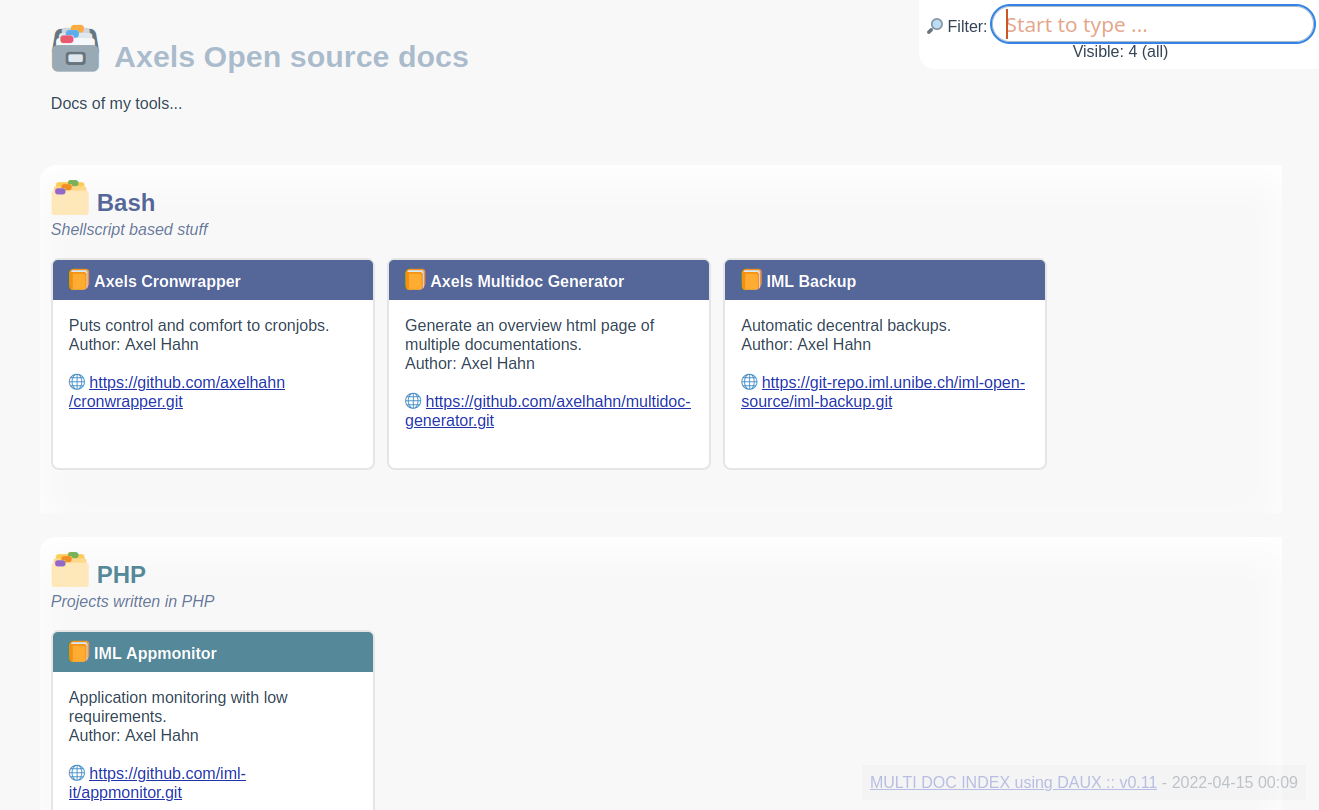 Axels Open source docs
Filter: Start to type ...
Visible: 4 (all)
Docs of my tools...
Bash
Shellscript based stuff
Axels Cronwrapper
Puts control and comfort to cronjobs.
Author: Axel Hahn
https://github.com/axelhahn
/cronwrapper.git
Axels Multidoc Generator
Generate an overview html page of
multiple documentations.
Author: Axel Hahn
https://github.com/axelhahn/multidoc-
generator.git
IML Backup
Automatic decentral backups.
Author: Axel Hahn
https://git-repo.iml.unibe.ch/iml-open-
source/iml-backup.git
PHP
Projects written in PHP
IML Appmonitor
Application monitoring with low
requirements.
Author: Axel Hahn
https://github.com/iml-
it/appmonitor.git
MULTI DOC INDEX using DAUX :: v0.11 - 2022-04-15 00:09